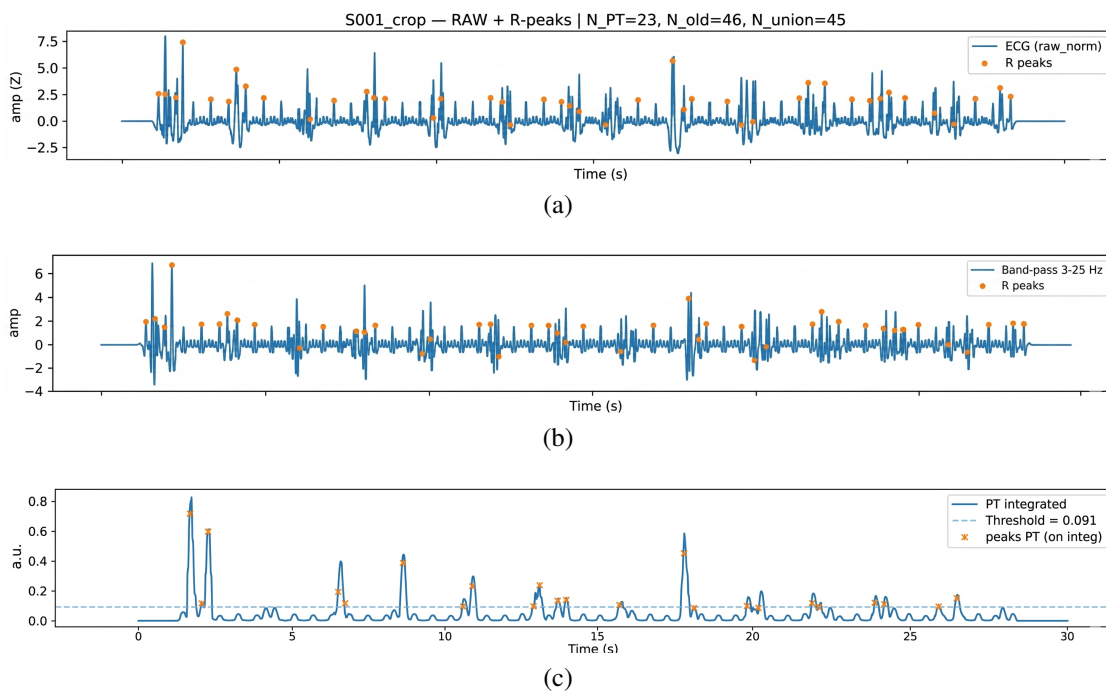 S001_crop — RAW + R-peaks | N_PT=23, N_old=46, N_union=45
7.5
5.0
2.5
0.0
−2.5
amp (Z)
ECG (raw_norm)
R peaks
Time (s)
(a)
6
4
2
0
−2
−4
amp
Band-pass 3-25 Hz
R peaks
Time (s)
(b)
0.8
0.6
0.4
0.2
0.0
a.u.
PT integrated
Threshold = 0.091
peaks PT (on integ)
0 5 10 15 20 25 30
Time (s)
(c)